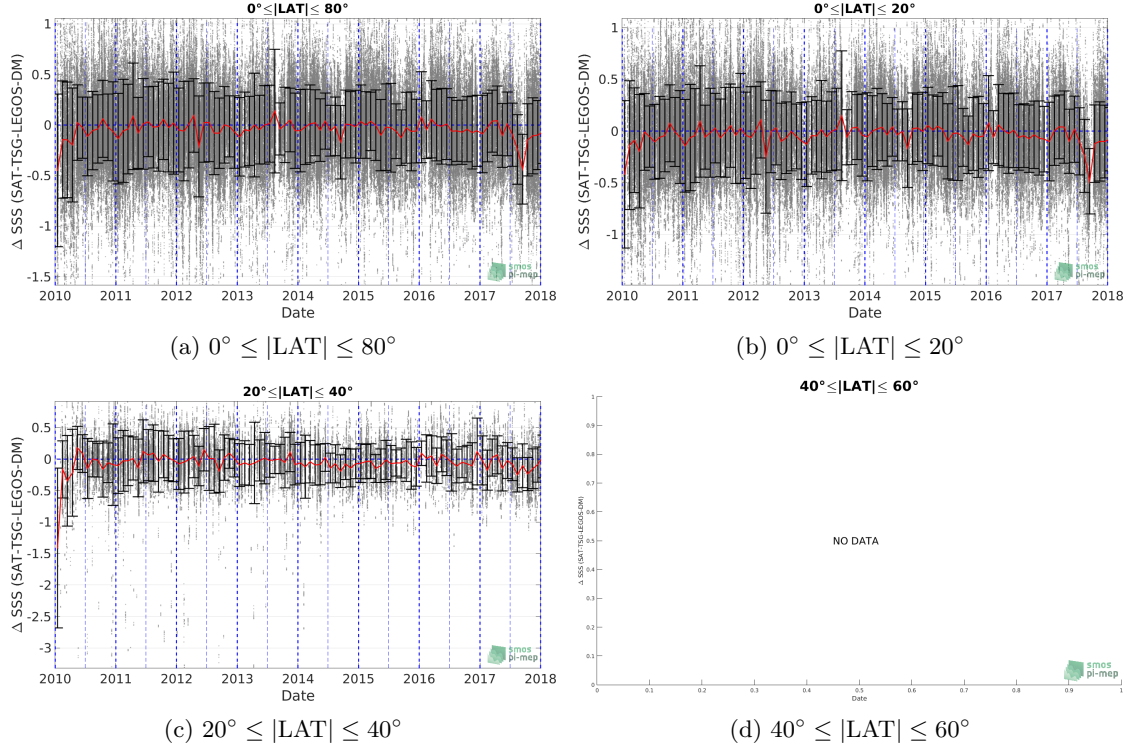 0°≤|LAT|≤ 80°
Δ SSS (SAT-TSG-LEGOS-DM)
1
0.5
0
-0.5
-1
-1.5
2010 2011 2012 2013 2014 2015 2016 2017 2018
Date
smos
pi-mep
(a) 0° ≤ |LAT| ≤ 80°
0°≤|LAT|≤ 20°
Δ SSS (SAT-TSG-LEGOS-DM)
1
0.5
0
-0.5
-1
2010 2011 2012 2013 2014 2015 2016 2017 2018
Date
smos
pi-mep
(b) 0° ≤ |LAT| ≤ 20°
20°≤|LAT|≤ 40°
Δ SSS (SAT-TSG-LEGOS-DM)
0.5
0
-0.5
-1
-1.5
-2
-2.5
-3
2010 2011 2012 2013 2014 2015 2016 2017 2018
Date
smos
pi-mep
(c) 20° ≤ |LAT| ≤ 40°
40°≤|LAT|≤ 60°
Δ SSS (SAT-TSG-LEGOS-DM)
1
0.9
0.8
0.7
0.6
0.5
0.4
0.3
0.2
0.1
0
NO DATA
0 0.1 0.2 0.3 0.4 0.5 0.6 0.7 0.8 0.9 1
Date
smos
pi-mep
(d) 40° ≤ |LAT| ≤ 60°